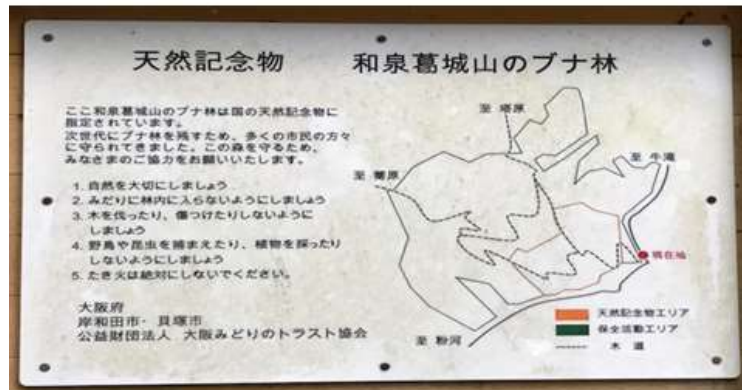 天然記念物　和泉葛城山のブナ林
ここ和泉葛城山のブナ林は国の天然記念物に
指定されています。
次世代にブナ林を残すため、多くの市民の方々
に守られてきました。この森を守るため、
みなさまのご協力をお願いいたします。
1. 自然を大切にしましょう
2. みだりに林内に入らないようにしましょう
3. 木を伐ったり、傷つけたりしないように
しましょう
4. 野鳥や昆虫を捕まえたり、植物を採ったり
しないようにしましょう
5. たき火は絶対にしないでください。
大阪府
岸和田市・貝塚市
公益財団法人 大阪みどりのトラスト協会
至 塔原
至 牛滝
至 蕎原
現在地
至 粉河
天然記念物エリア
保全活動エリア
木道